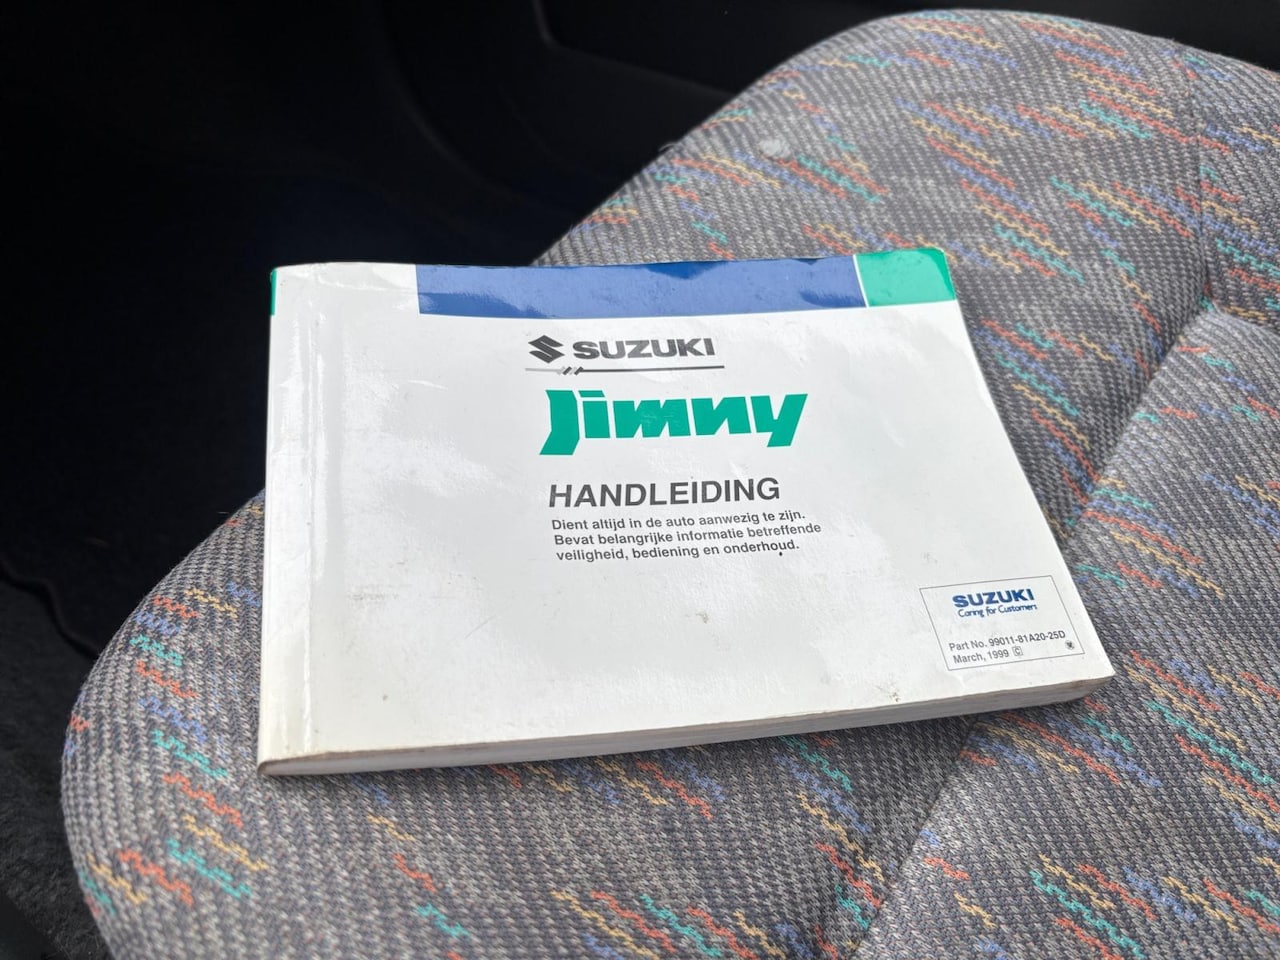 SUZUKI
Jimny
HANDLEIDING
Dient altijd in de auto aanwezig te zijn.
Bevat belangrijke informatie betreffende
veiligheid, bediening en onderhoud.
SUZUKI
Caring for Customers
Part No. 99011-81A20-25D
March, 1999